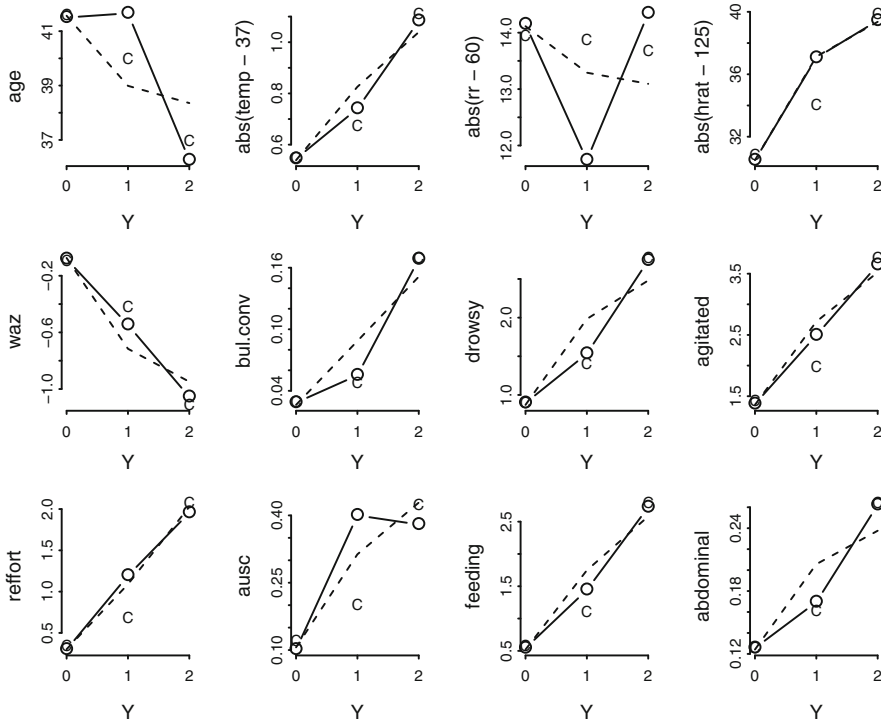 age
37 39 41
0 1 2
Y
C
C
abs(temp − 37)
0.6 0.8 1.0
0 1 2
Y
C
C
abs(rr − 60)
12.0 13.0 14.0
0 1 2
Y
C
C
C
abs(hrat − 125)
32 36 40
0 1 2
Y
C
C
C
waz
−1.0 −0.6 −0.2
0 1 2
Y
C
C
C
bul.conv
0.04 0.10 0.16
0 1 2
Y
C
drowsy
1.0 2.0
0 1 2
Y
C
C
agitated
1.5 2.5 3.5
0 1 2
Y
C
C
C
reffort
0.5 1.0 1.5 2.0
0 1 2
Y
C
C
C
ausc
0.10 0.25 0.40
0 1 2
Y
C
C
C
feeding
0.5 1.5 2.5
0 1 2
Y
C
C
C
abdominal
0.12 0.18 0.24
0 1 2
Y
C